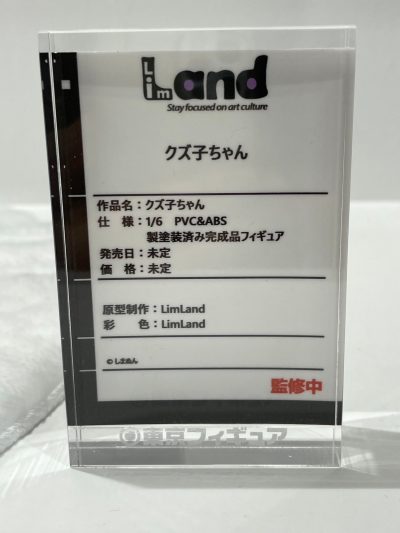 LimLand
Stay focused on art culture
クズ子ちゃん
作品名：クズ子ちゃん
仕　様：1/6　PVC&ABS
製塗装済み完成品フィギュア
発売日：未定
価　格：未定
原型制作：LimLand
彩　　色：LimLand
©しまぬん
監修中
東京フィギュア